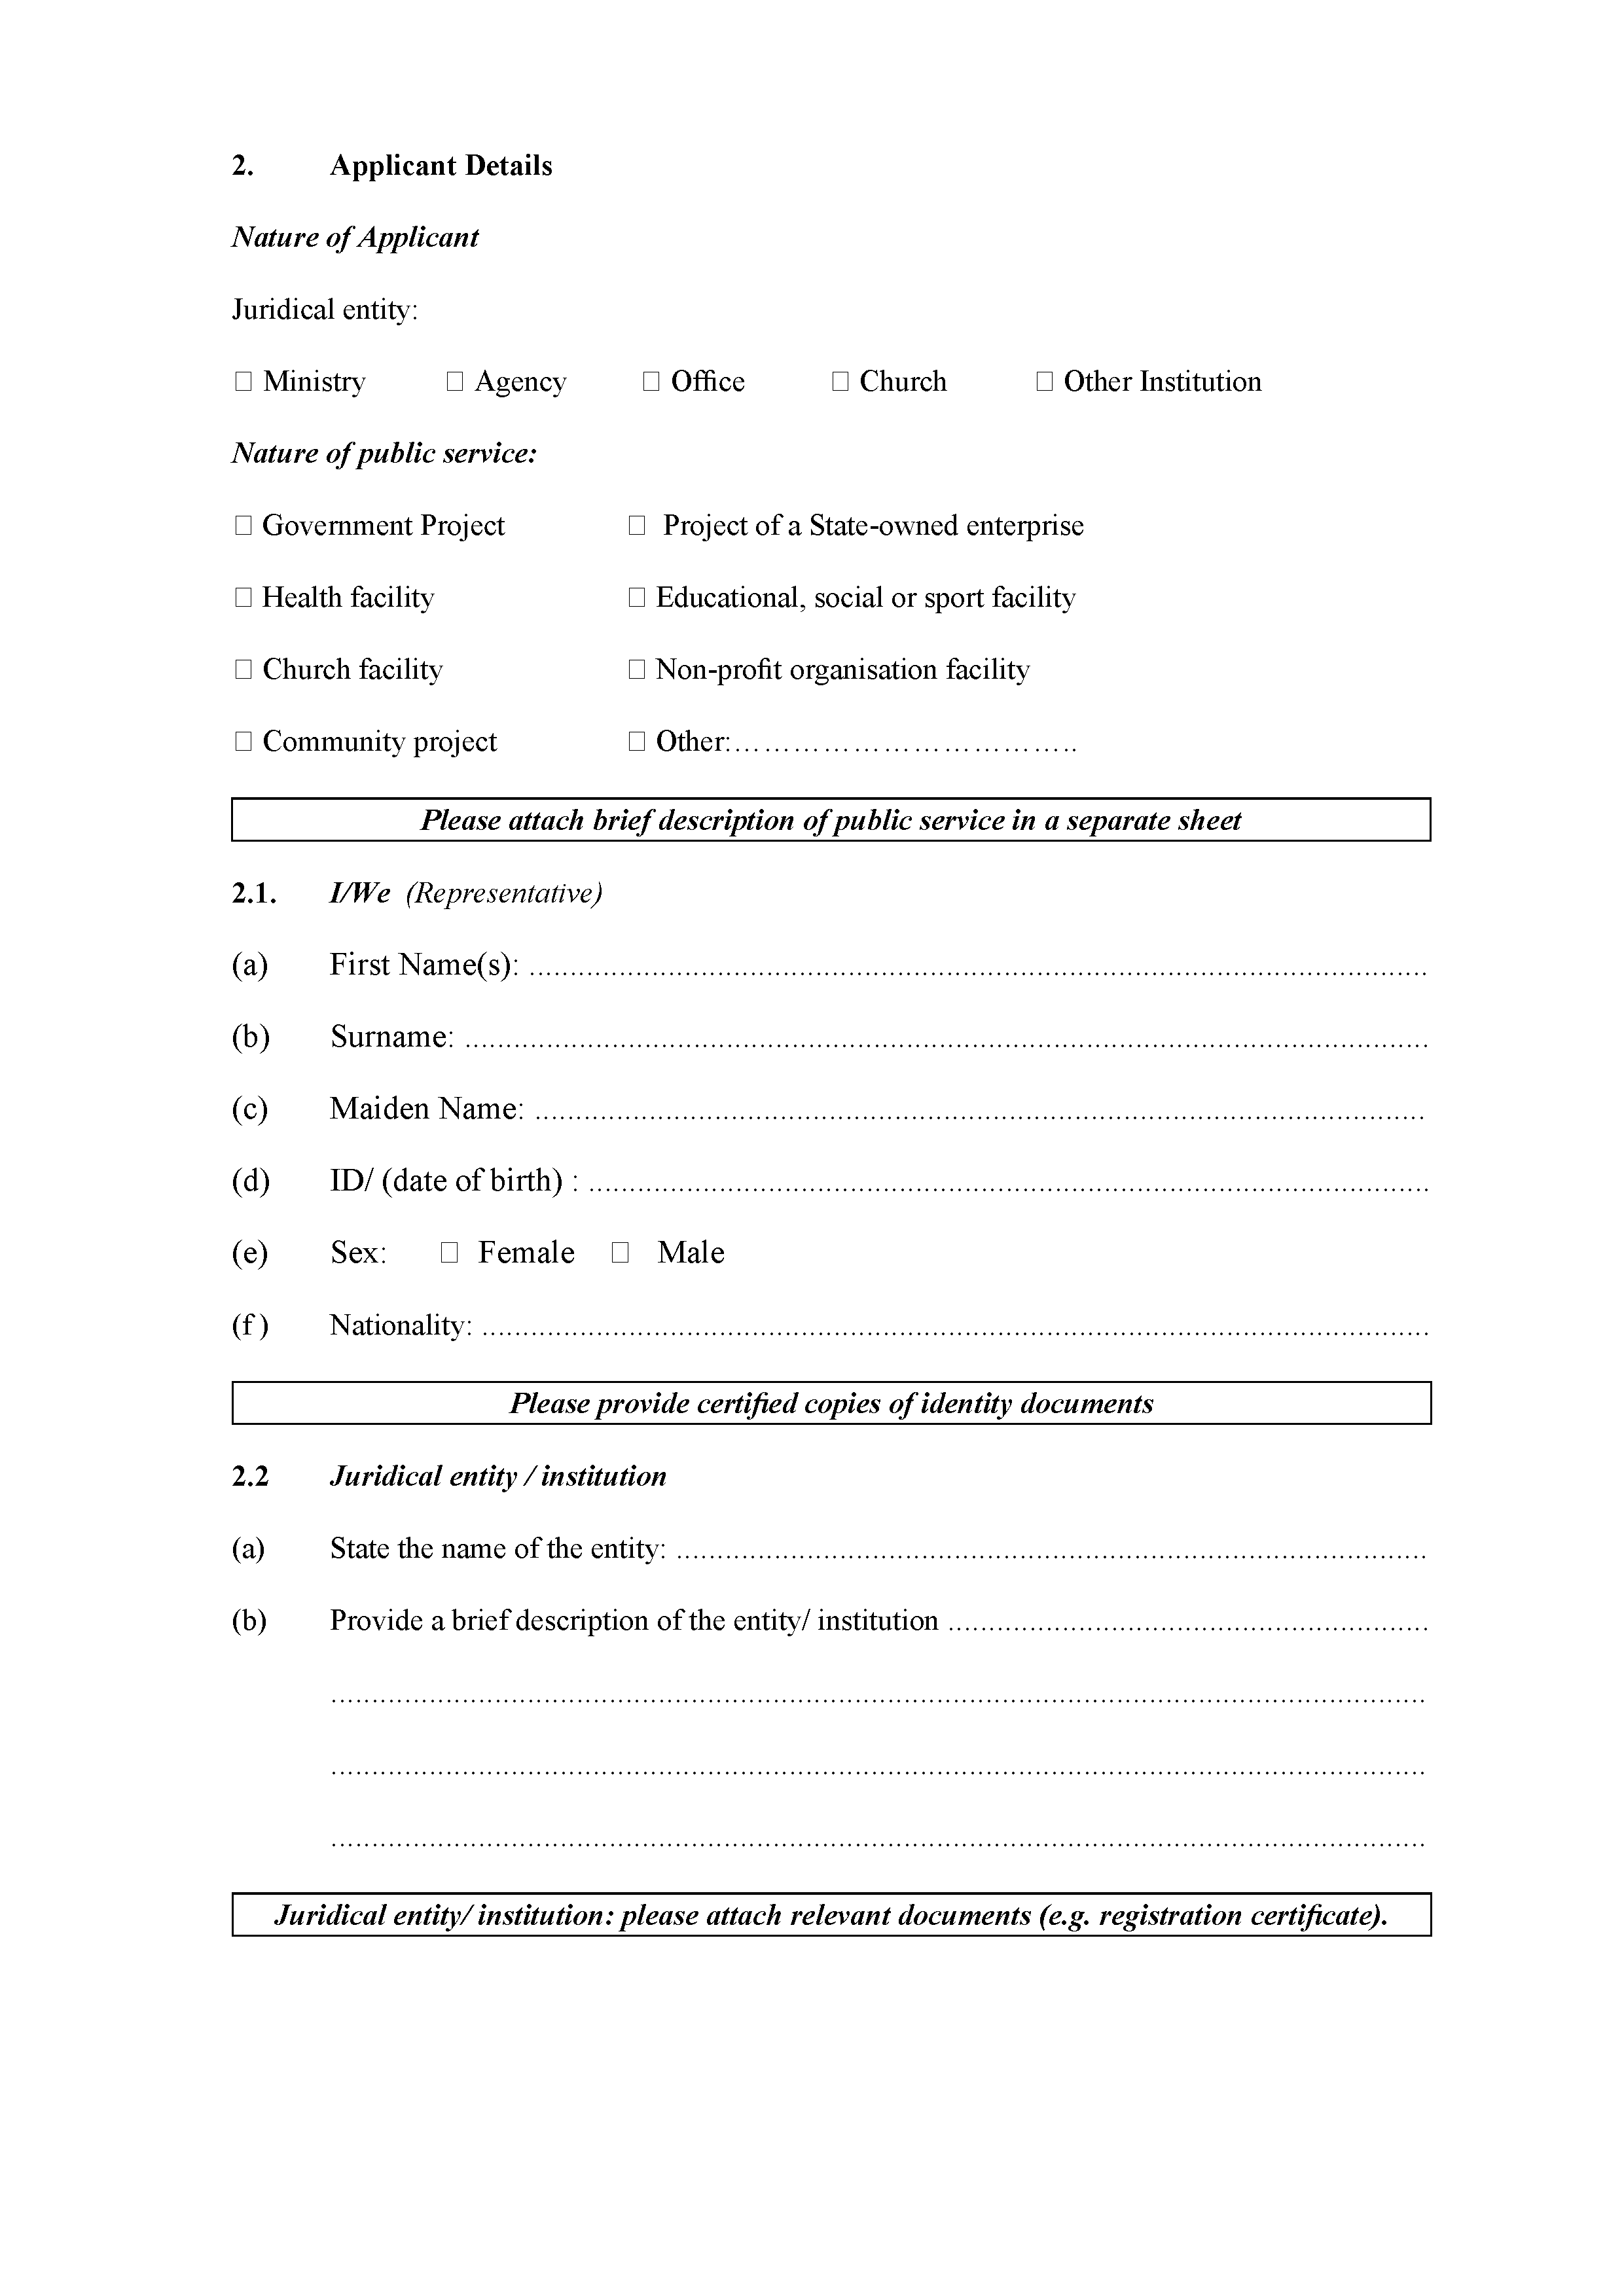 2. Applicant Details
Nature of Applicant
Juridical entity:
☐ Ministry ☐ Agency ☐ Office ☐ Church ☐ Other Institution
Nature of public service:
☐ Government Project ☐ Project of a State-owned enterprise
☐ Health facility ☐ Educational, social or sport facility
☐ Church facility ☐ Non-profit organisation facility
☐ Community project ☐ Other:……………………………..
Please attach brief description of public service in a separate sheet
2.1. I/We (Representative)
(a) First Name(s): ................................................................................
(b) Surname: ................................................................................
(c) Maiden Name: ................................................................................
(d) ID/ (date of birth) : ................................................................................
(e) Sex: ☐ Female ☐ Male
(f ) Nationality: ................................................................................
Please provide certified copies of identity documents
2.2 Juridical entity / institution
(a) State the name of the entity: ................................................................................
(b) Provide a brief description of the entity/ institution ............................................................
................................................................................
................................................................................
................................................................................
Juridical entity/ institution: please attach relevant documents (e.g. registration certificate).